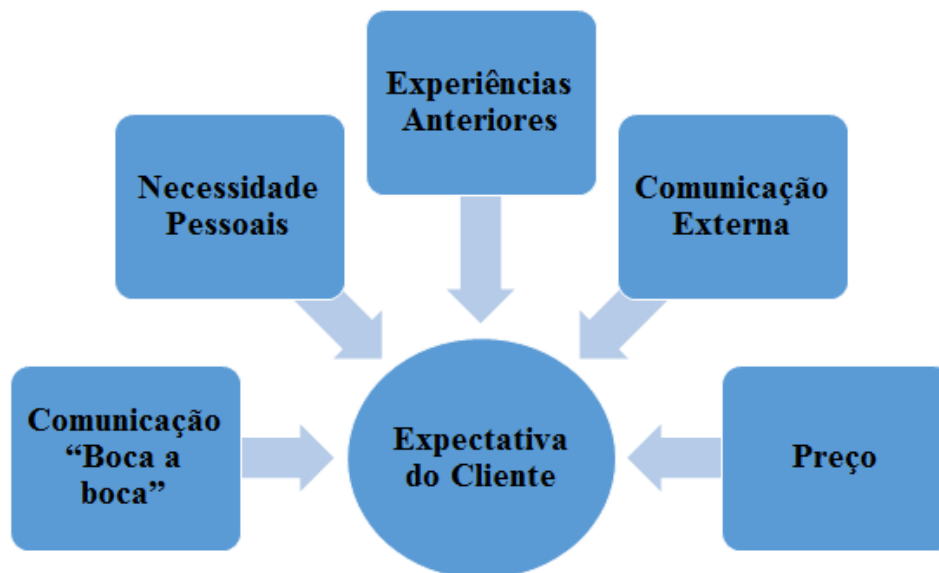 Experiências
Anteriores
Necessidade
Pessoais
Comunicação
Externa
Comunicação
“Boca a
boca”
Expectativa
do Cliente
Preço